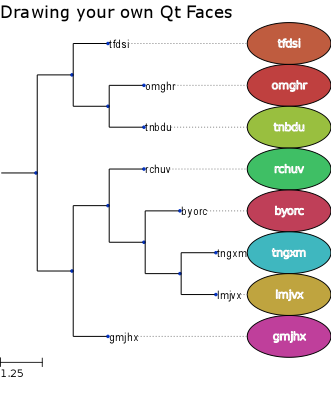 Drawing your own Qt Faces
tfdsi tfdsi
omghr omghr
tnbdu tnbdu
rchuv rchuv
byorc byorc
tngxm tngxm
lmjvx lmjvx
gmjhx gmjhx
1.25